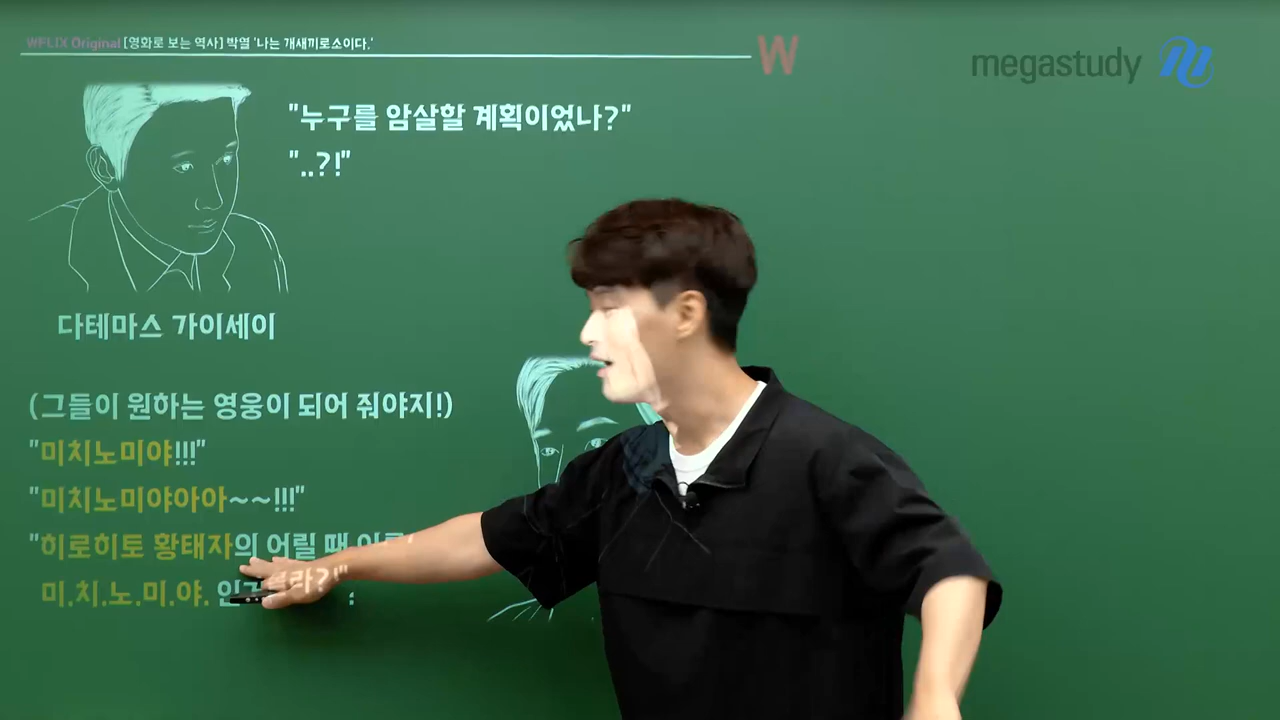 WFLIX Original [영화로 보는 역사] 박열 '나는 개새끼로소이다.'
W
megastudy
"누구를 암살할 계획이었나?"
"..?!"
다테마스 가이세이
(그들이 원하는 영웅이 되어 줘야지!)
"미치노미야!!!"
"미치노미야아아~~!!!"
"히로히토 황태자의 어릴 때
미.치.노.미.야.